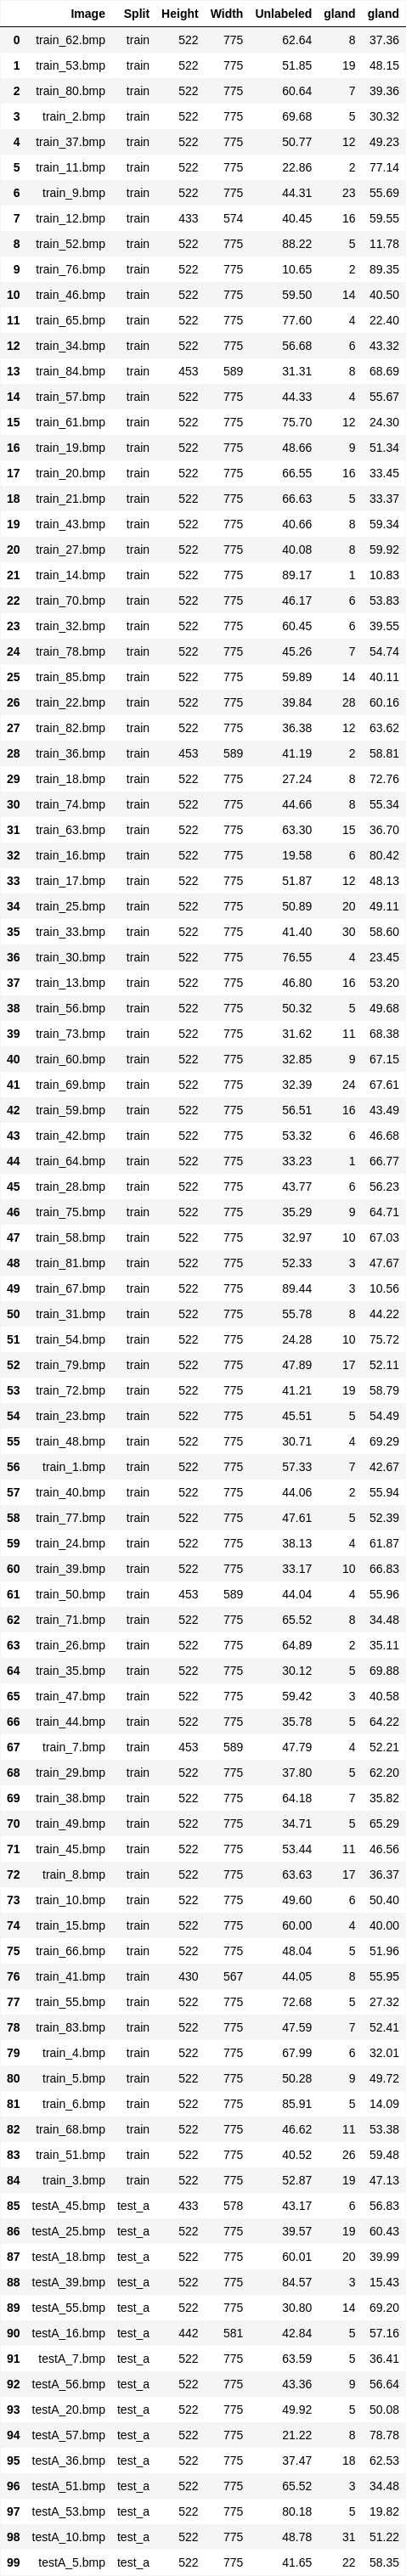 Image Split Height Width Unlabeled gland gland
0 train_62.bmp train 522 775 62.64 8 37.36
1 train_53.bmp train 522 775 51.85 19 48.15
2 train_80.bmp train 522 775 60.64 7 39.36
3 train_2.bmp train 522 775 69.68 5 30.32
4 train_37.bmp train 522 775 50.77 12 49.23
5 train_11.bmp train 522 775 22.86 2 77.14
6 train_9.bmp train 522 775 44.31 23 55.69
7 train_12.bmp train 433 574 40.45 16 59.55
8 train_52.bmp train 522 775 88.22 5 11.78
9 train_76.bmp train 522 775 10.65 2 89.35
10 train_46.bmp train 522 775 59.50 14 40.50
11 train_65.bmp train 522 775 77.60 4 22.40
12 train_34.bmp train 522 775 56.68 6 43.32
13 train_84.bmp train 453 589 31.31 8 68.69
14 train_57.bmp train 522 775 44.33 4 55.67
15 train_61.bmp train 522 775 75.70 12 24.30
16 train_19.bmp train 522 775 48.66 9 51.34
17 train_20.bmp train 522 775 66.55 16 33.45
18 train_21.bmp train 522 775 66.63 5 33.37
19 train_43.bmp train 522 775 40.66 8 59.34
20 train_27.bmp train 522 775 40.08 8 59.92
21 train_14.bmp train 522 775 89.17 1 10.83
22 train_70.bmp train 522 775 46.17 6 53.83
23 train_32.bmp train 522 775 60.45 6 39.55
24 train_78.bmp train 522 775 45.26 7 54.74
25 train_85.bmp train 522 775 59.89 14 40.11
26 train_22.bmp train 522 775 39.84 28 60.16
27 train_82.bmp train 522 775 36.38 12 63.62
28 train_36.bmp train 453 589 41.19 2 58.81
29 train_18.bmp train 522 775 27.24 8 72.76
30 train_74.bmp train 522 775 44.66 8 55.34
31 train_63.bmp train 522 775 63.30 15 36.70
32 train_16.bmp train 522 775 19.58 6 80.42
33 train_17.bmp train 522 775 51.87 12 48.13
34 train_25.bmp train 522 775 50.89 20 49.11
35 train_33.bmp train 522 775 41.40 30 58.60
36 train_30.bmp train 522 775 76.55 4 23.45
37 train_13.bmp train 522 775 46.80 16 53.20
38 train_56.bmp train 522 775 50.32 5 49.68
39 train_73.bmp train 522 775 31.62 11 68.38
40 train_60.bmp train 522 775 32.85 9 67.15
41 train_69.bmp train 522 775 32.39 24 67.61
42 train_59.bmp train 522 775 56.51 16 43.49
43 train_42.bmp train 522 775 53.32 6 46.68
44 train_64.bmp train 522 775 33.23 1 66.77
45 train_28.bmp train 522 775 43.77 6 56.23
46 train_75.bmp train 522 775 35.29 9 64.71
47 train_58.bmp train 522 775 32.97 10 67.03
48 train_81.bmp train 522 775 52.33 3 47.67
49 train_67.bmp train 522 775 89.44 3 10.56
50 train_31.bmp train 522 775 55.78 8 44.22
51 train_54.bmp train 522 775 24.28 10 75.72
52 train_79.bmp train 522 775 47.89 17 52.11
53 train_72.bmp train 522 775 41.21 19 58.79
54 train_23.bmp train 522 775 45.51 5 54.49
55 train_48.bmp train 522 775 30.71 4 69.29
56 train_1.bmp train 522 775 57.33 7 42.67
57 train_40.bmp train 522 775 44.06 2 55.94
58 train_77.bmp train 522 775 47.61 5 52.39
59 train_24.bmp train 522 775 38.13 4 61.87
60 train_39.bmp train 522 775 33.17 10 66.83
61 train_50.bmp train 453 589 44.04 4 55.96
62 train_71.bmp train 522 775 65.52 8 34.48
63 train_26.bmp train 522 775 64.89 2 35.11
64 train_35.bmp train 522 775 30.12 5 69.88
65 train_47.bmp train 522 775 59.42 3 40.58
66 train_44.bmp train 522 775 35.78 5 64.22
67 train_7.bmp train 453 589 47.79 4 52.21
68 train_29.bmp train 522 775 37.80 5 62.20
69 train_38.bmp train 522 775 64.18 7 35.82
70 train_49.bmp train 522 775 34.71 5 65.29
71 train_45.bmp train 522 775 53.44 11 46.56
72 train_8.bmp train 522 775 63.63 17 36.37
73 train_10.bmp train 522 775 49.60 6 50.40
74 train_15.bmp train 522 775 60.00 4 40.00
75 train_66.bmp train 522 775 48.04 5 51.96
76 train_41.bmp train 430 567 44.05 8 55.95
77 train_55.bmp train 522 775 72.68 5 27.32
78 train_83.bmp train 522 775 47.59 7 52.41
79 train_4.bmp train 522 775 67.99 6 32.01
80 train_5.bmp train 522 775 50.28 9 49.72
81 train_6.bmp train 522 775 85.91 5 14.09
82 train_68.bmp train 522 775 46.62 11 53.38
83 train_51.bmp train 522 775 40.52 26 59.48
84 train_3.bmp train 522 775 52.87 19 47.13
85 testA_45.bmp test_a 433 578 43.17 6 56.83
86 testA_25.bmp test_a 522 775 39.57 19 60.43
87 testA_18.bmp test_a 522 775 60.01 20 39.99
88 testA_39.bmp test_a 522 775 84.57 3 15.43
89 testA_55.bmp test_a 522 775 30.80 14 69.20
90 testA_16.bmp test_a 442 581 42.84 5 57.16
91 testA_7.bmp test_a 522 775 63.59 5 36.41
92 testA_56.bmp test_a 522 775 43.36 9 56.64
93 testA_20.bmp test_a 522 775 49.92 5 50.08
94 testA_57.bmp test_a 522 775 21.22 8 78.78
95 testA_36.bmp test_a 522 775 37.47 18 62.53
96 testA_51.bmp test_a 522 775 65.52 3 34.48
97 testA_53.bmp test_a 522 775 80.18 5 19.82
98 testA_10.bmp test_a 522 775 48.78 31 51.22
99 testA_5.bmp test_a 522 775 41.65 22 58.35